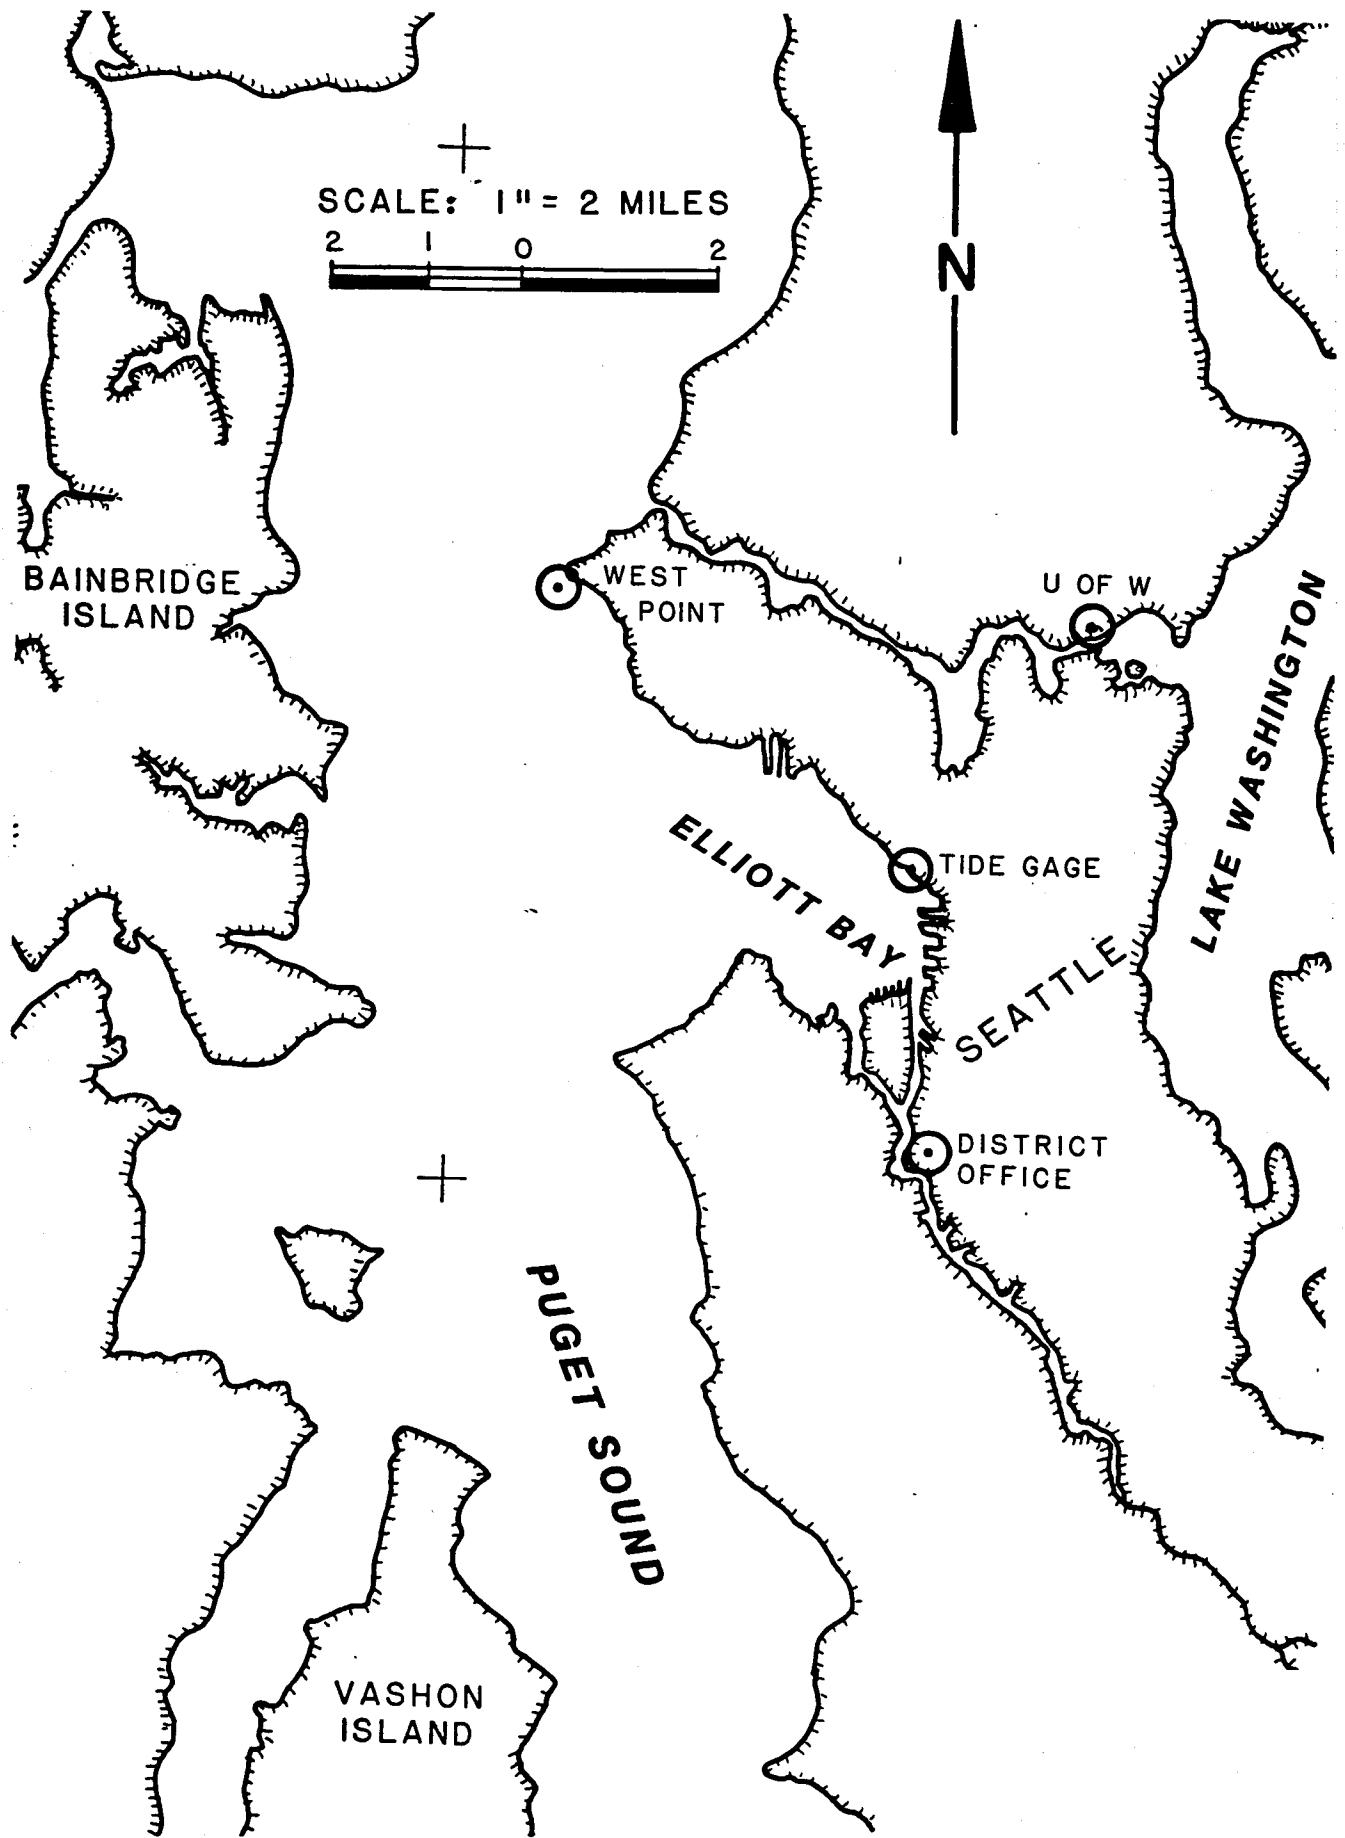 SCALE: 1" = 2 MILES
2 1 0 2
N
BAINBRIDGE
ISLAND
WEST
POINT
U OF W
LAKE WASHINGTON
ELLIOTT BAY
TIDE GAGE
SEATTLE
DISTRICT
OFFICE
PUGET SOUND
VASHON
ISLAND